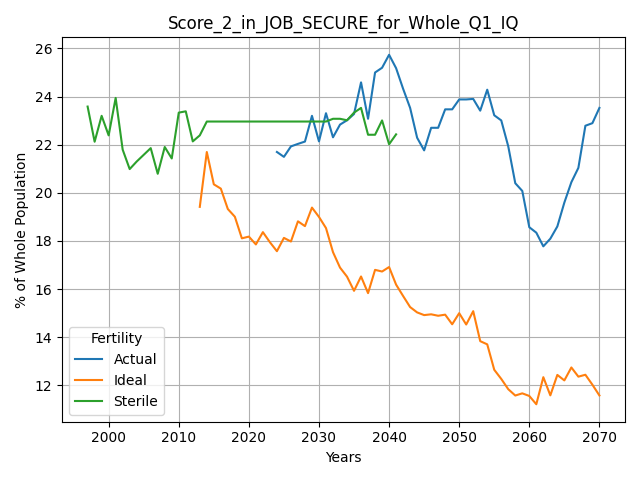 Score_2_in_JOB_SECURE_for_Whole_Q1_IQ
% of Whole Population
26
24
22
20
18
16
14
12
Fertility
Actual
Ideal
Sterile
2000 2010 2020 2030 2040 2050 2060 2070
Years